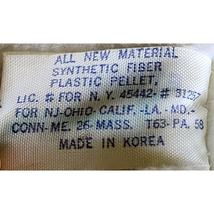 ALL NEW MATERIAL
SYNTHETIC FIBER
PLASTIC PELLET.
LIC. # FOR N.Y. 45442- # 31257
FOR NJ-OHIO-CALIF.-LA.-MD.-
CONN-ME. 26-MASS. T63-PA. 58
MADE IN KOREA